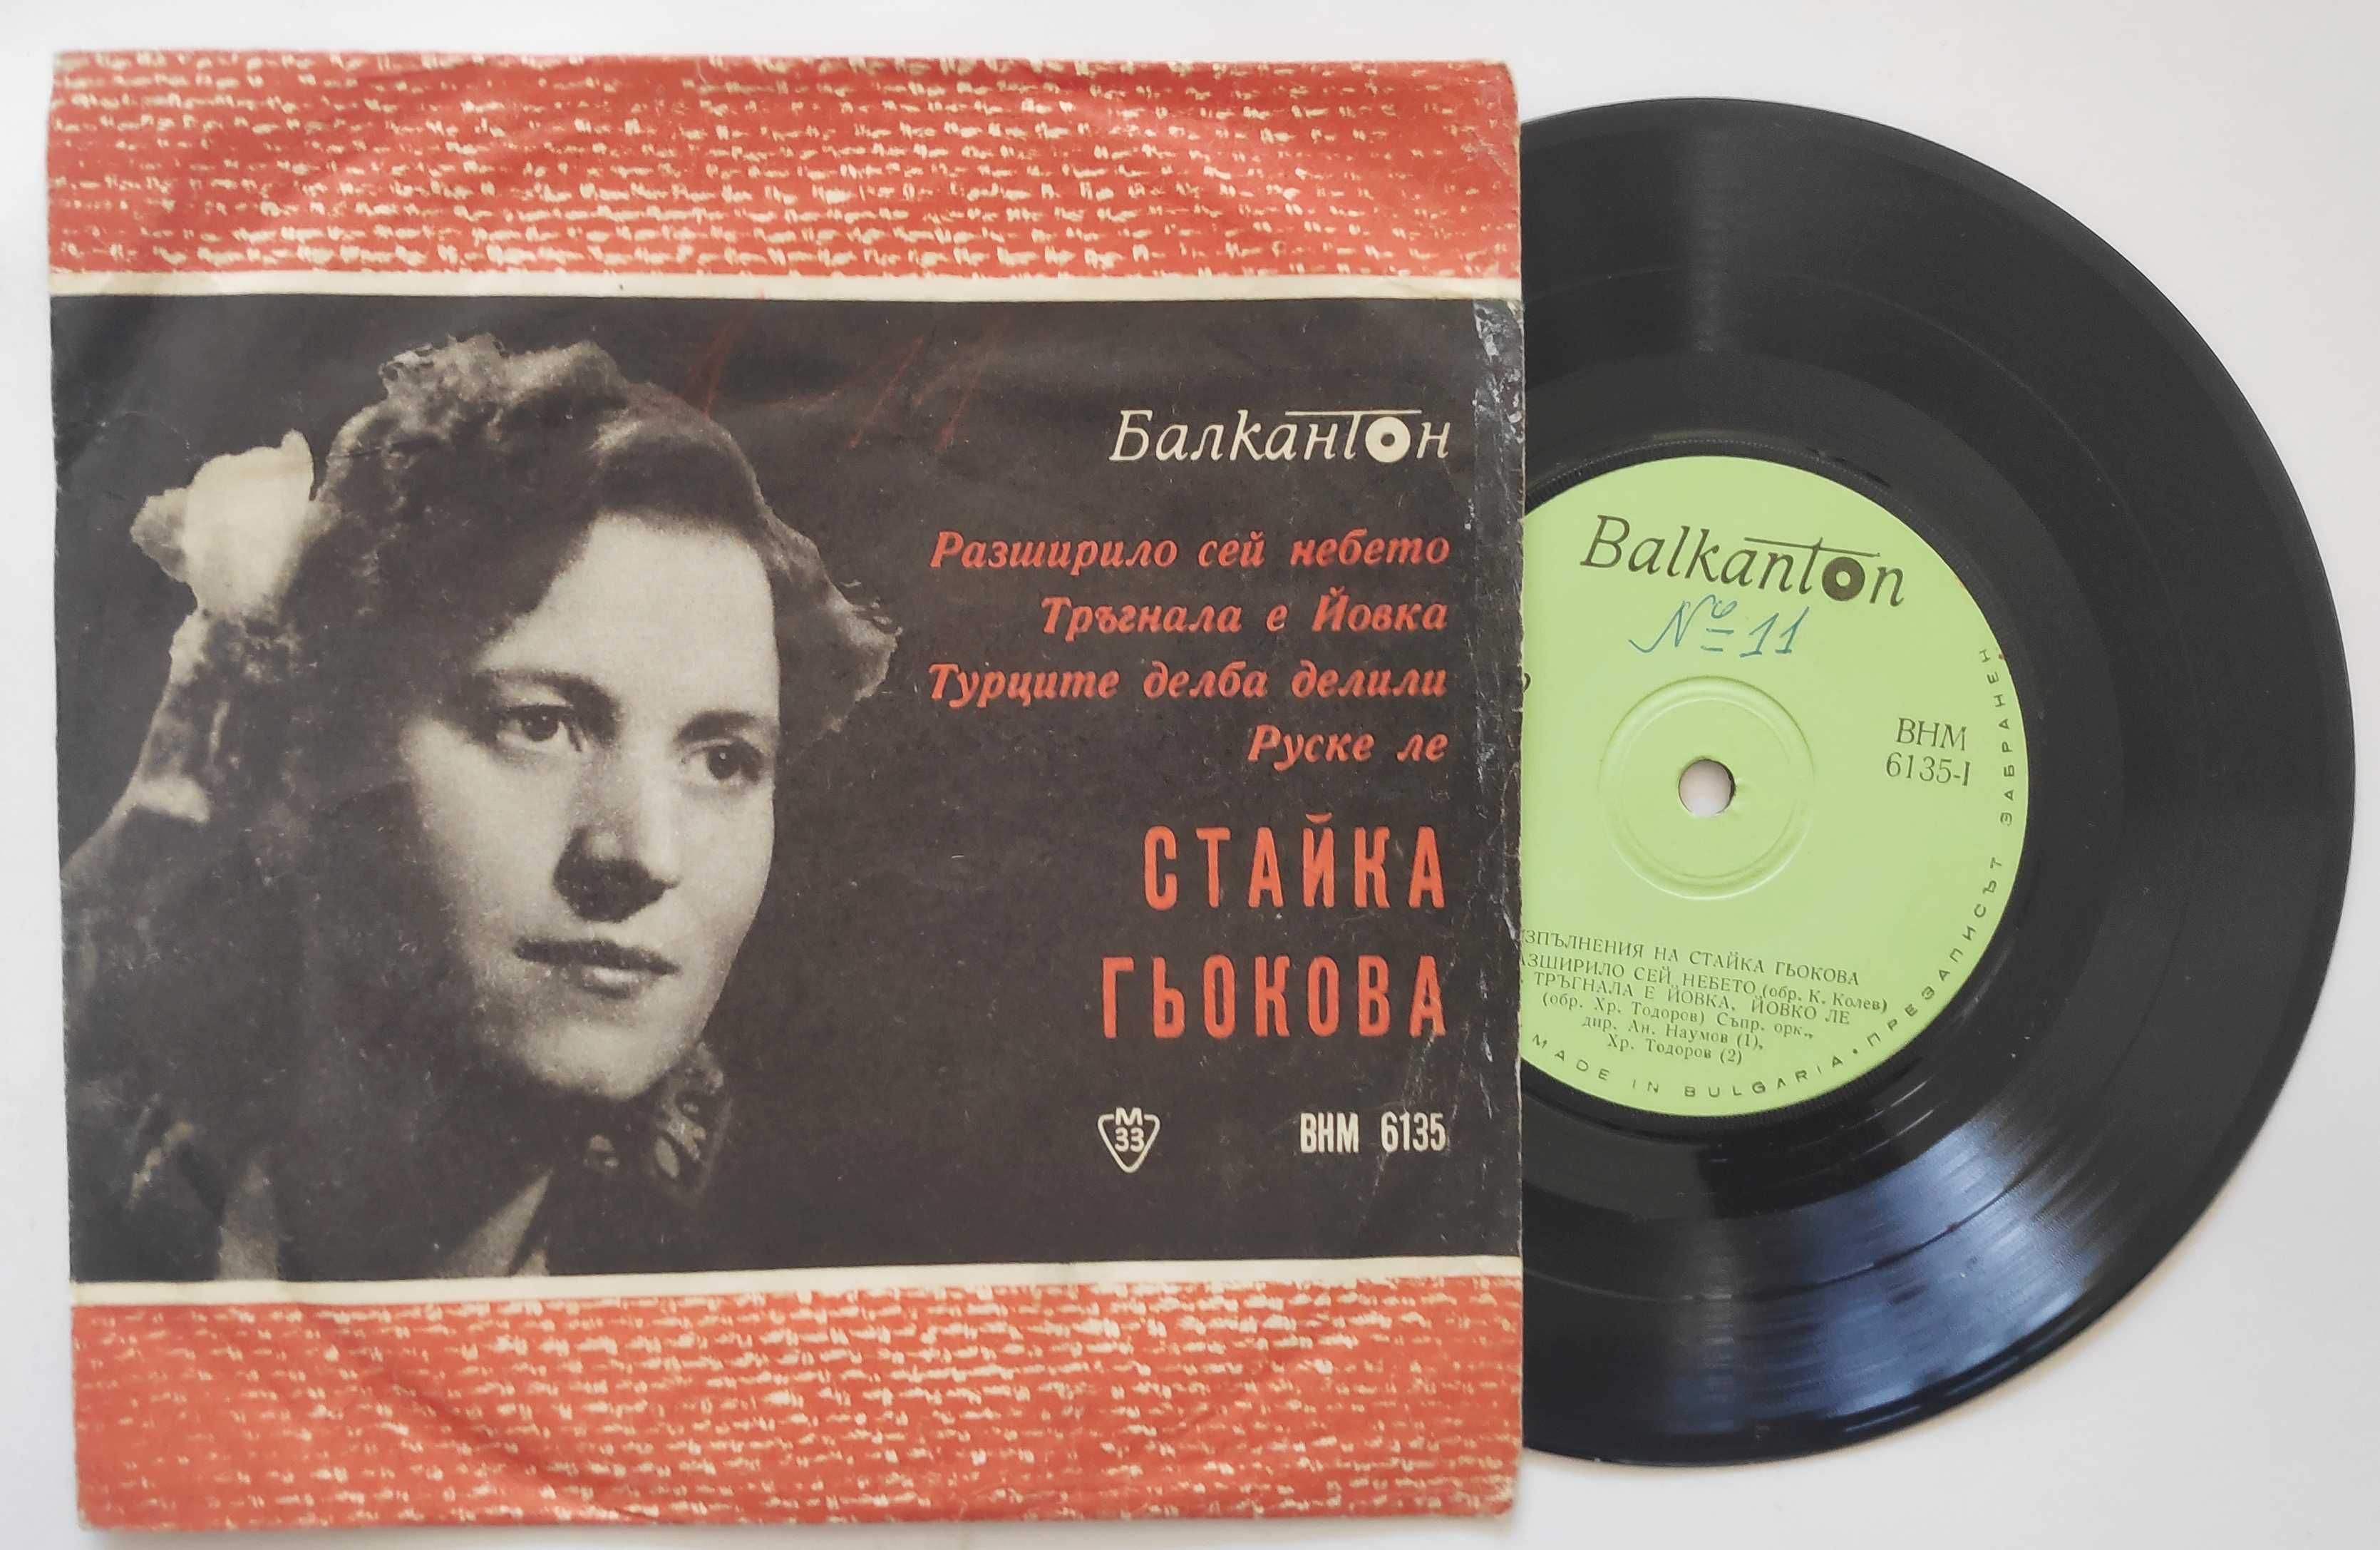 Балкантон
Разширило сей небето
Тръгнала е Йовка
Турците делба делили
Руске ле
СТАЙКА
ГЬОКОВА
М
33
ВНМ 6135
Balkanton
№ 11
ВНМ
6135-I
НА СТАЙКА ГЬОКОВА
СЕЙ НЕБЕТО (обр. К. Колев)
ТРЪГНАЛА Е ЙОВКА, ЙОВКО ЛЕ
(обр. Хр. Тодоров) Съпр. орк.,
дир. Ан. Наумов (1),
Хр. Тодоров (2)
MADE IN BULGARIA • ПРЕЗАПИСЪТ ЗАБРАНЕН